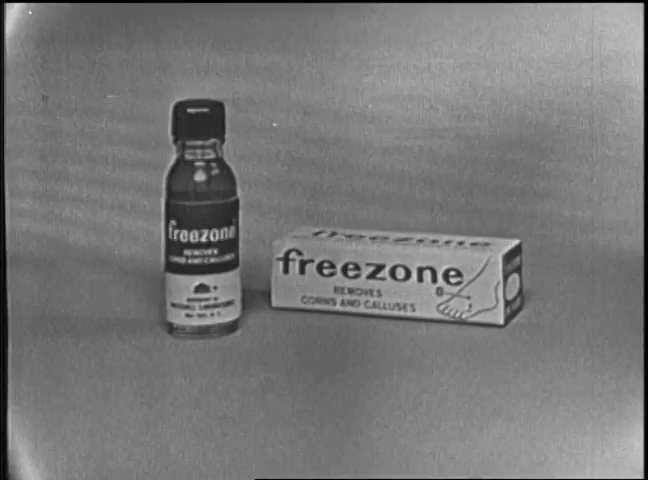 freezone
REMOVES
CORNS AND CALLUSES
freezone
freezone
REMOVES
CORNS AND CALLUSES